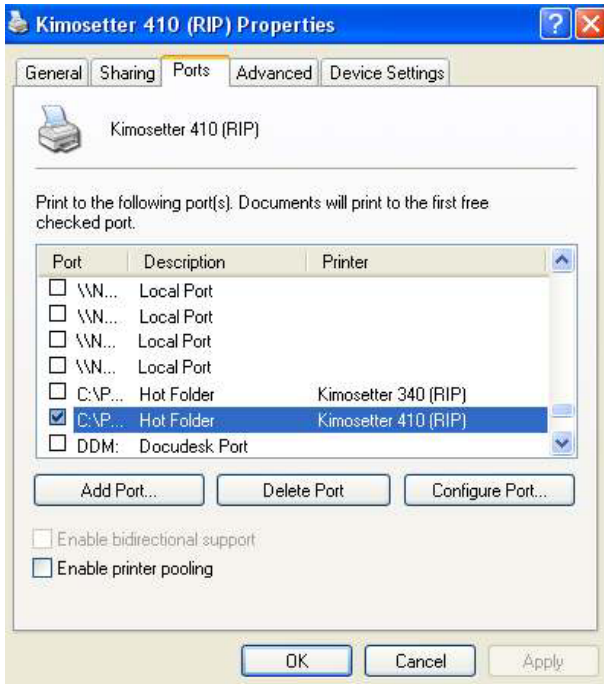 Kimosetter 410 (RIP) Properties
General Sharing Ports Advanced Device Settings
Kimosetter 410 (RIP)
Print to the following port(s). Documents will print to the first free
checked port.
Port Description Printer
\\N... Local Port
\\N... Local Port
\\N... Local Port
\\N... Local Port
C:\P... Hot Folder Kimosetter 340 (RIP)
C:\P... Hot Folder Kimosetter 410 (RIP)
DDM: Docudesk Port
Add Port... Delete Port Configure Port...
Enable bidirectional support
Enable printer pooling
OK Cancel Apply